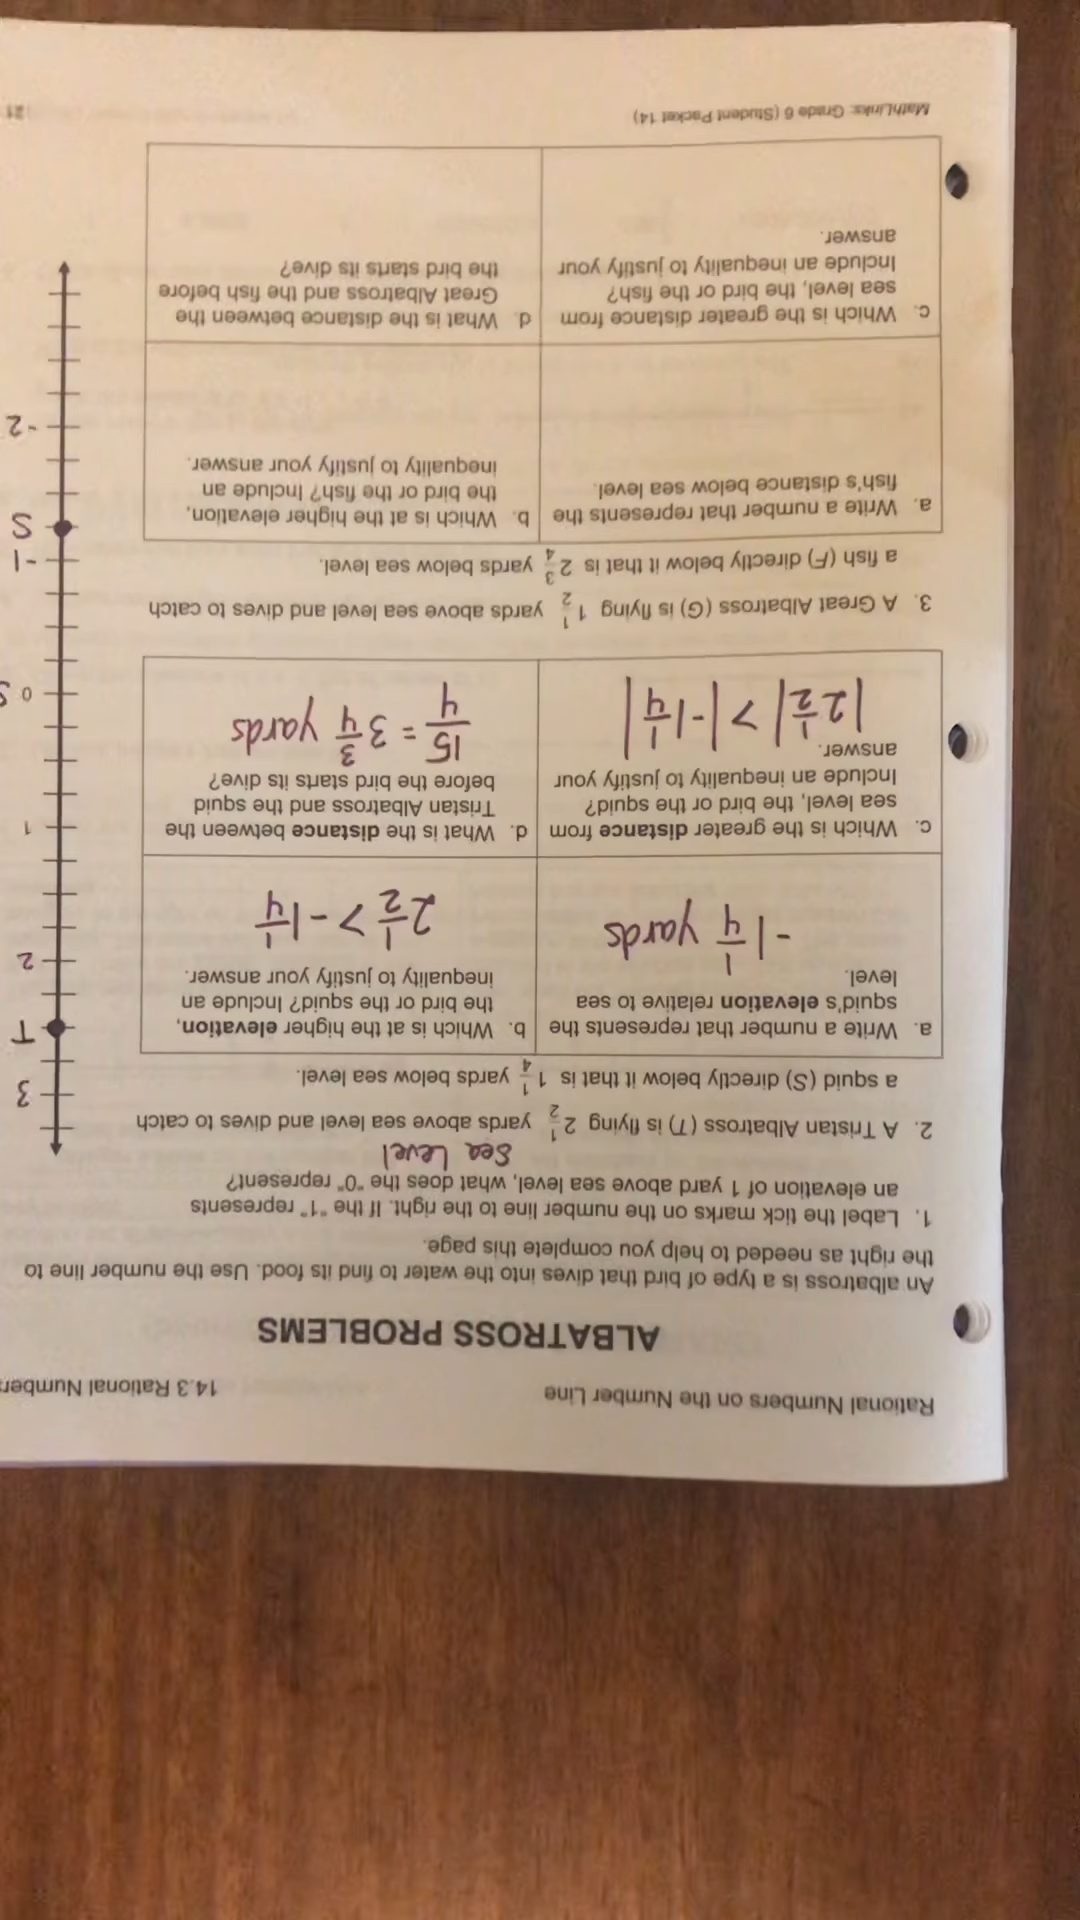 Rational Numbers on the Number Line
14.3 Rational Number
ALBATROSS PROBLEMS
An albatross is a type of bird that dives into the water to find its food. Use the number line to
the right as needed to help you complete this page.
1. Label the tick marks on the number line to the right. If the "1" represents
an elevation of 1 yard above sea level, what does the "0" represent?
Sea Level
2. A Tristan Albatross (T) is flying 2 1/2 yards above sea level and dives to catch
a squid (S) directly below it that is 1 1/4 yards below sea level.
a. Write a number that represents the
squid's elevation relative to sea
level.
-1 1/4 yards
b. Which is at the higher elevation,
the bird or the squid? Include an
inequality to justify your answer.
2 1/2 > -1 1/4
c. Which is the greater distance from
sea level, the bird or the squid?
Include an inequality to justify your
answer.
|2 1/2| > |-1 1/4|
d. What is the distance between the
Tristan Albatross and the squid
before the bird starts its dive?
15/4 = 3 3/4 yards
3. A Great Albatross (G) is flying 1 1/2 yards above sea level and dives to catch
a fish (F) directly below it that is 2 3/4 yards below sea level.
a. Write a number that represents the
fish's distance below sea level.
b. Which is at the higher elevation,
the bird or the fish? Include an
inequality to justify your answer.
c. Which is the greater distance from
sea level, the bird or the fish?
Include an inequality to justify your
answer.
d. What is the distance between the
Great Albatross and the fish before
the bird starts its dive?
3
T
2
1
0 S
-1
S
-2
MathLinks: Grade 6 (Student Packet 14)
21